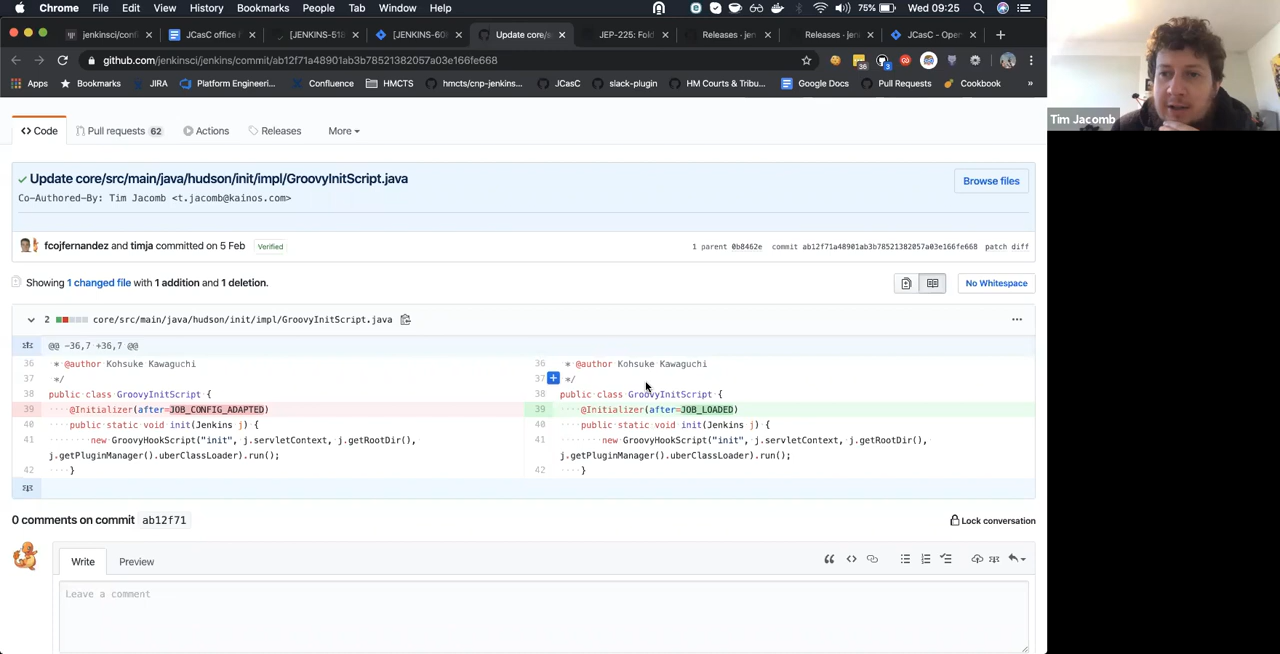 Chrome File Edit View History Bookmarks People Tab Window Help 75% Wed 09:25
jenkinsci/confi JCasC office h [JENKINS-518 [JENKINS-60 Update core/s JEP-225: Fold Releases · jen Releases · jen JCasC - Open
github.com/jenkinsci/jenkins/commit/ab12f71a48901ab3b78521382057a03e166fe668
Apps Bookmarks JIRA Platform Engineeri... Confluence HMCTS hmcts/cnp-jenkins... JCasC slack-plugin HM Courts & Tribu... Google Docs Pull Requests Cookbook »
Tim Jacomb
<> Code Pull requests 62 Actions Releases More
Update core/src/main/java/hudson/init/impl/GroovyInitScript.java
Browse files
Co-Authored-By: Tim Jacomb <t.jacomb@kainos.com>
fcojfernandez and timja committed on 5 Feb Verified
1 parent 0b8462e commit ab12f71a48901ab3b78521382057a03e166fe668 patch diff
Showing 1 changed file with 1 addition and 1 deletion.
No Whitespace
2 core/src/main/java/hudson/init/impl/GroovyInitScript.java
@@ -36,7 +36,7 @@
36 * @author Kohsuke Kawaguchi 36 * @author Kohsuke Kawaguchi
37 */ 37 */
38 public class GroovyInitScript { 38 public class GroovyInitScript {
39 @Initializer(after=JOB_CONFIG_ADAPTED) 39 @Initializer(after=JOB_LOADED)
40 public static void init(Jenkins j) { 40 public static void init(Jenkins j) {
41 new GroovyHookScript("init", j.servletContext, j.getRootDir(), 41 new GroovyHookScript("init", j.servletContext, j.getRootDir(),
j.getPluginManager().uberClassLoader).run(); j.getPluginManager().uberClassLoader).run();
42 } 42 }
0 comments on commit ab12f71
Lock conversation
Write Preview
Leave a comment